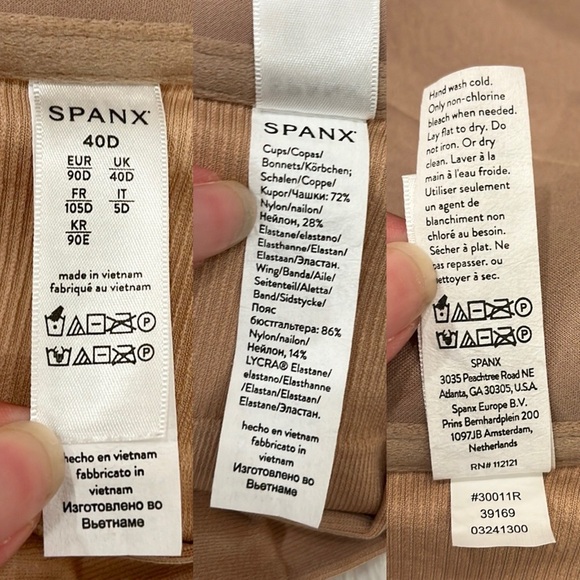 SPANX
40D
EUR UK
90D 40D
FR IT
105D 5D
KR
90E
made in vietnam
fabriqué au vietnam
hecho en vietnam
fabbricato in
vietnam
Изготовлено во
Вьетнаме
SPANX
Cups/Copas/
Bonnets/Körbchen;
Schalen/Coppe/
Kupor/Чашки: 72%
Nylon/nailon/
Нейлон, 28%
Elastane/elastano/
Elasthanne/Elastan/
Elastaan/Эластан.
Wing/Banda/Aile/
Seitenteil/Aletta/
Band/Sidstycke/
Пояс
бюстгальтера: 86%
Nylon/nailon/
Нейлон, 14%
LYCRA® Elastane/
elastano/Elasthanne
/Elastan/Elastaan/
Elastane/Эластан.
hecho en vietnam
fabbricato in
vietnam
Изготовлено во
Вьетнаме
Hand wash cold.
Only non-chlorine
bleach when needed.
Lay flat to dry. Do
not iron. Or dry
clean. Laver à la
main à l'eau froide.
Utiliser seulement
un agent de
blanchiment non
chloré au besoin.
Sécher à plat. Ne
pas repasser. ou
nettoyer à sec.
SPANX
3035 Peachtree Road NE
Adanta, GA 30305, U.S.A.
Spanx Europe B.V.
Prins Bernhardplein 200
1097JB Amsterdam,
Netherlands
RN# 112121
#30011R
39169
03241300